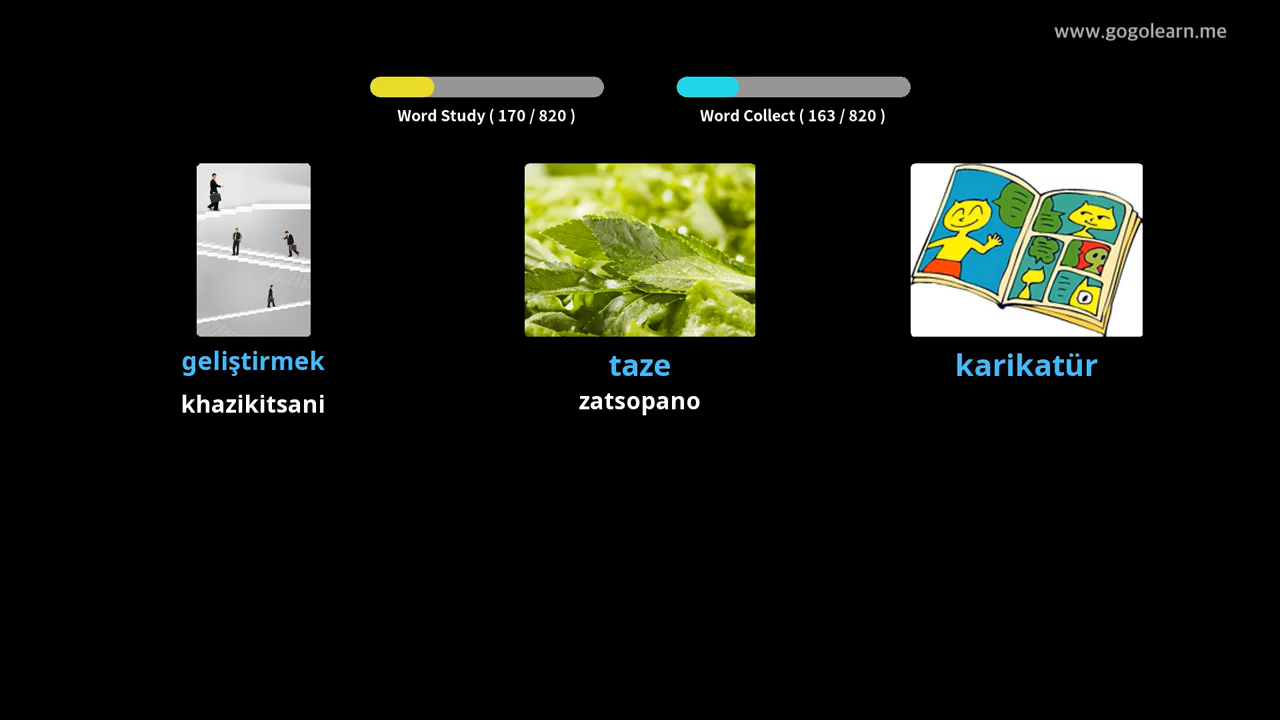 www.gogolearn.me
Word Study ( 170 / 820 )
Word Collect ( 163 / 820 )
geliştirmek
khazikitsani
taze
zatsopano
karikatür